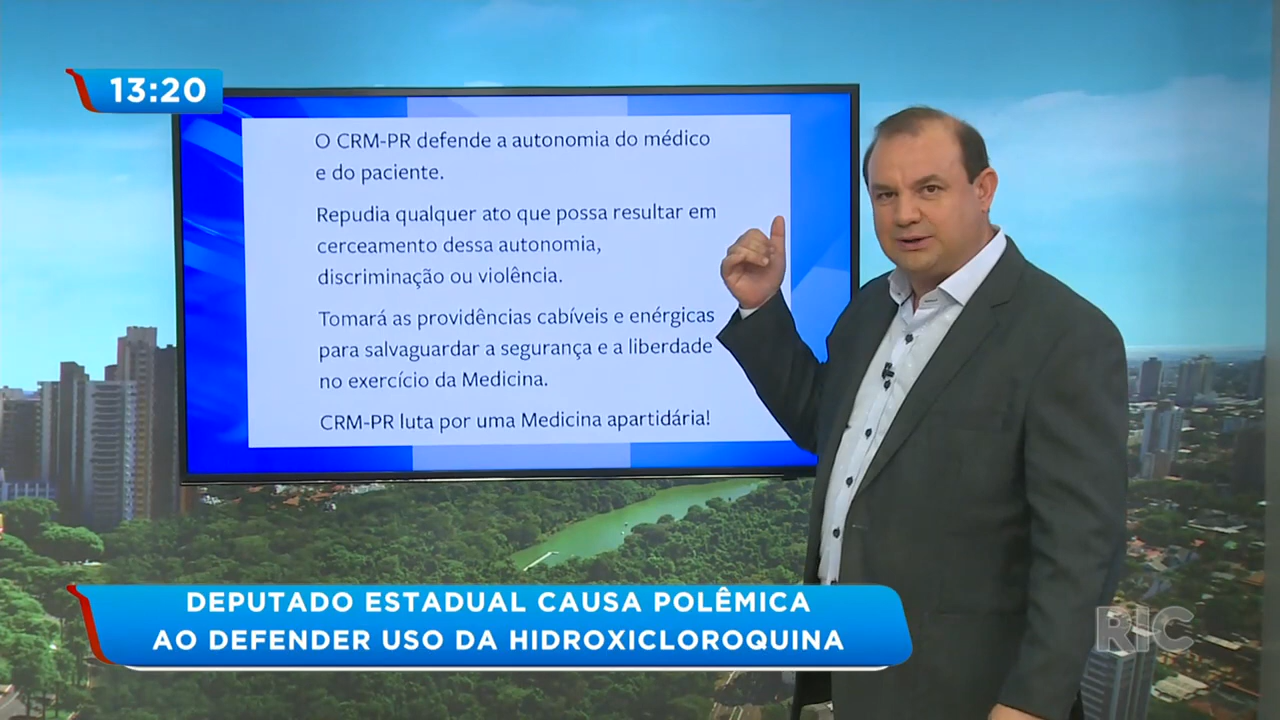 13:20
O CRM-PR defende a autonomia do médico
e do paciente.
Repudia qualquer ato que possa resultar em
cerceamento dessa autonomia,
discriminação ou violência.
Tomará as providências cabíveis e enérgicas
para salvaguardar a segurança e a liberdade
no exercício da Medicina.
CRM-PR luta por uma Medicina apartidária!
DEPUTADO ESTADUAL CAUSA POLÊMICA
AO DEFENDER USO DA HIDROXICLOROQUINA
RIC